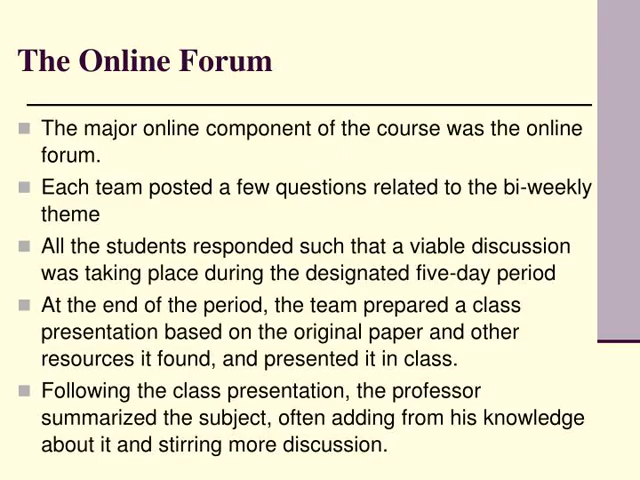 The Online Forum
The major online component of the course was the online
forum.
Each team posted a few questions related to the bi-weekly
theme
All the students responded such that a viable discussion
was taking place during the designated five-day period
At the end of the period, the team prepared a class
presentation based on the original paper and other
resources it found, and presented it in class.
Following the class presentation, the professor
summarized the subject, often adding from his knowledge
about it and stirring more discussion.